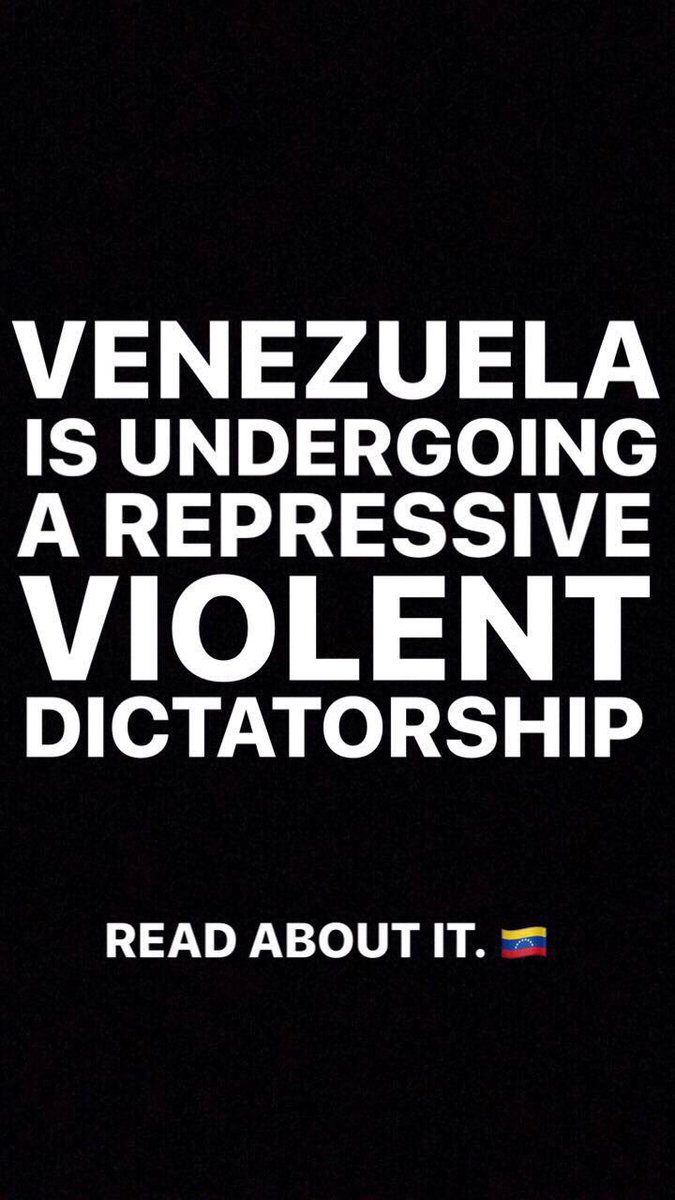 VENEZUELA
IS UNDERGOING
A REPRESSIVE
VIOLENT
DICTATORSHIP
READ ABOUT IT. 🇻🇪